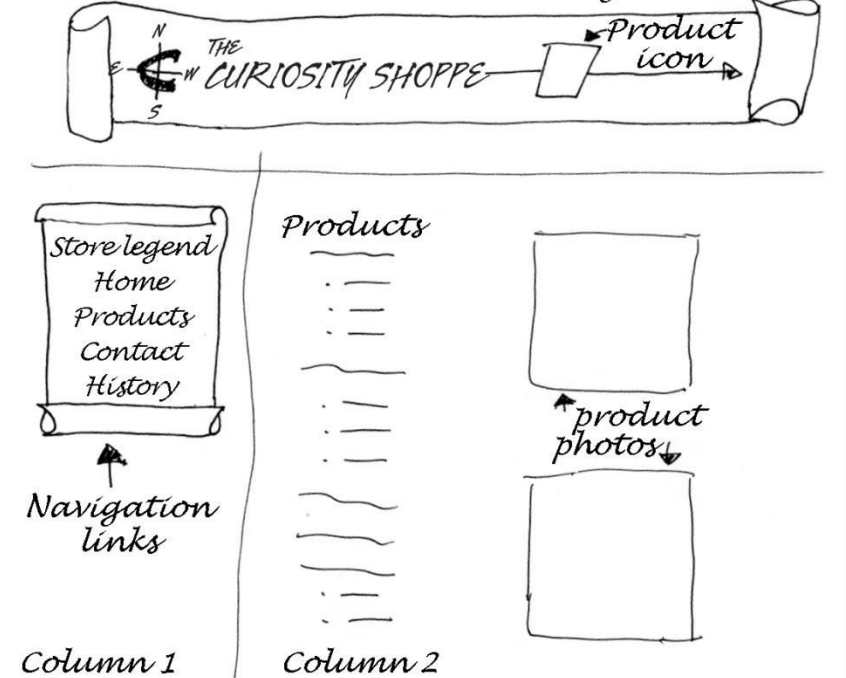 Product
icon
N
THE
E W CURIOSITY SHOPPE
S
Store legend
Home
Products
Contact
History
Navigation
links
Column 1
Products
product
photos
Column 2